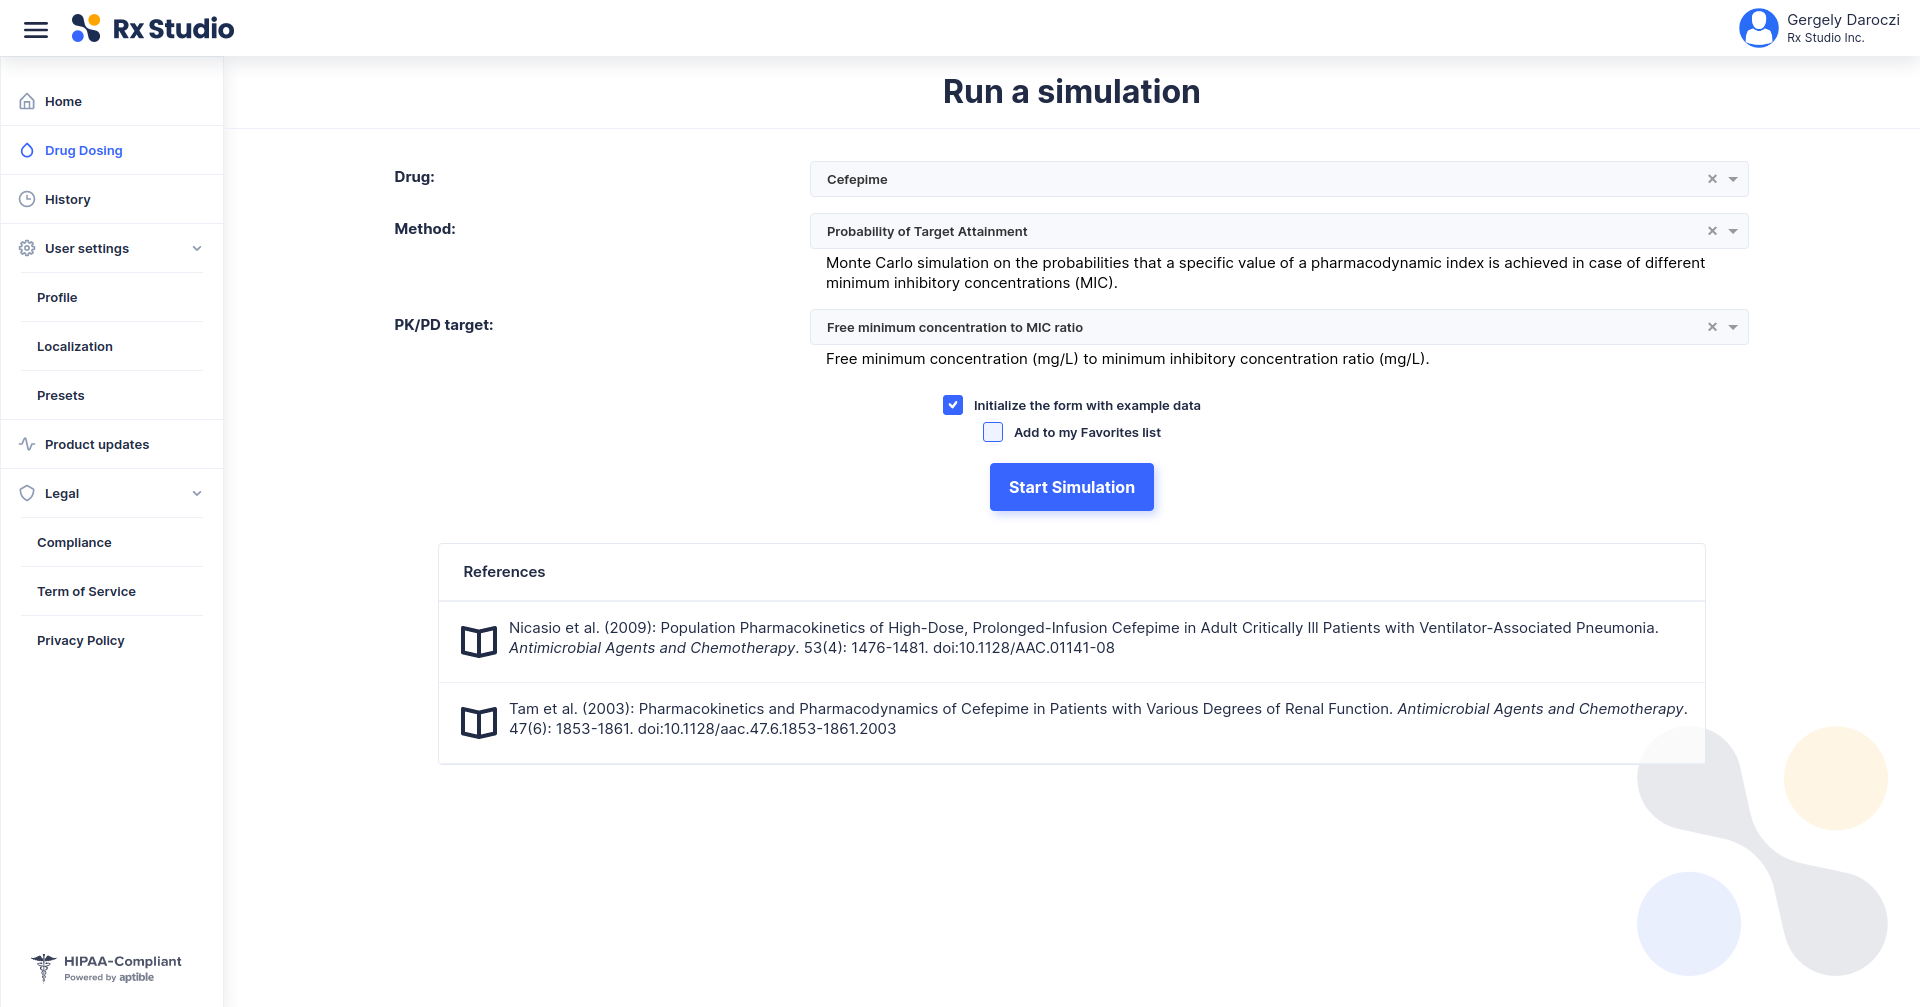 Rx Studio
Gergely Daroczi
Rx Studio Inc.
Home
Drug Dosing
History
User settings
Profile
Localization
Presets
Product updates
Legal
Compliance
Term of Service
Privacy Policy
HIPAA-Compliant
Powered by aptible
Run a simulation
Drug:
Cefepime
Method:
Probability of Target Attainment
Monte Carlo simulation on the probabilities that a specific value of a pharmacodynamic index is achieved in case of different
minimum inhibitory concentrations (MIC).
PK/PD target:
Free minimum concentration to MIC ratio
Free minimum concentration (mg/L) to minimum inhibitory concentration ratio (mg/L).
Initialize the form with example data
Add to my Favorites list
Start Simulation
References
Nicasio et al. (2009): Population Pharmacokinetics of High-Dose, Prolonged-Infusion Cefepime in Adult Critically Ill Patients with Ventilator-Associated Pneumonia.
Antimicrobial Agents and Chemotherapy. 53(4): 1476-1481. doi:10.1128/AAC.01141-08
Tam et al. (2003): Pharmacokinetics and Pharmacodynamics of Cefepime in Patients with Various Degrees of Renal Function. Antimicrobial Agents and Chemotherapy.
47(6): 1853-1861. doi:10.1128/aac.47.6.1853-1861.2003